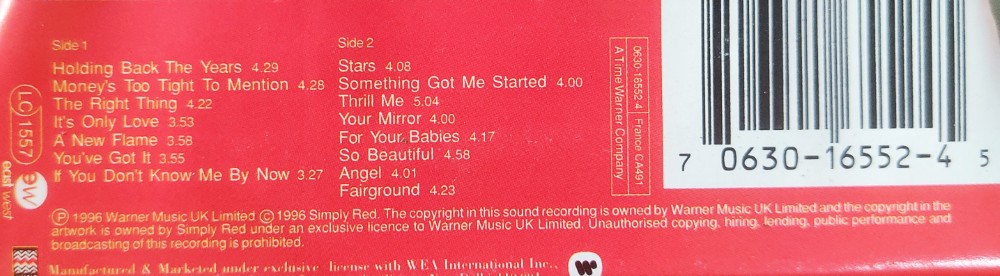 Side 1
Holding Back The Years 4.29
Money's Too Tight To Mention 4.28
The Right Thing 4.22
It's Only Love 3.53
A New Flame 3.58
You've Got It 3.55
If You Don't Know Me By Now 3.27
Side 2
Stars 4.08
Something Got Me Started 4.00
Thrill Me 5.04
Your Mirror 4.00
For Your Babies 4.17
So Beautiful 4.58
Angel 4.01
Fairground 4.23
LC 1557
ew
east west
0630-16552-4 France CA491
A Time Warner Company
7 0630-16552-4 5
Ⓟ 1996 Warner Music UK Limited © 1996 Simply Red. The copyright in this sound recording is owned by Warner Music UK Limited and the copyright in the
artwork is owned by Simply Red under an exclusive licence to Warner Music UK Limited. Unauthorised copying, hiring, lending, public performance and
broadcasting of this recording is prohibited.
Manufactured & Marketed under exclusive license with WEA International Inc.,